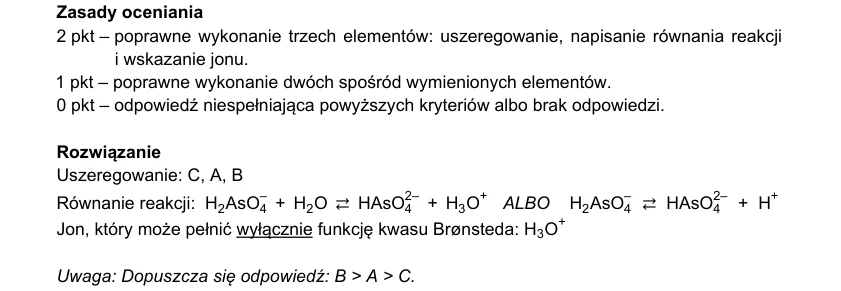 Zasady oceniania
2 pkt – poprawne wykonanie trzech elementów: uszeregowanie, napisanie równania reakcji
i wskazanie jonu.
1 pkt – poprawne wykonanie dwóch spośród wymienionych elementów.
0 pkt – odpowiedź niespełniająca powyższych kryteriów albo brak odpowiedzi.
Rozwiązanie
Uszeregowanie: C, A, B
Równanie reakcji: H₂AsO₄⁻ + H₂O ⇄ HAsO₄²⁻ + H₃O⁺ ALBO H₂AsO₄⁻ ⇄ HAsO₄²⁻ + H⁺
Jon, który może pełnić wyłącznie funkcję kwasu Brønsteda: H₃O⁺
Uwaga: Dopuszcza się odpowiedź: B > A > C.